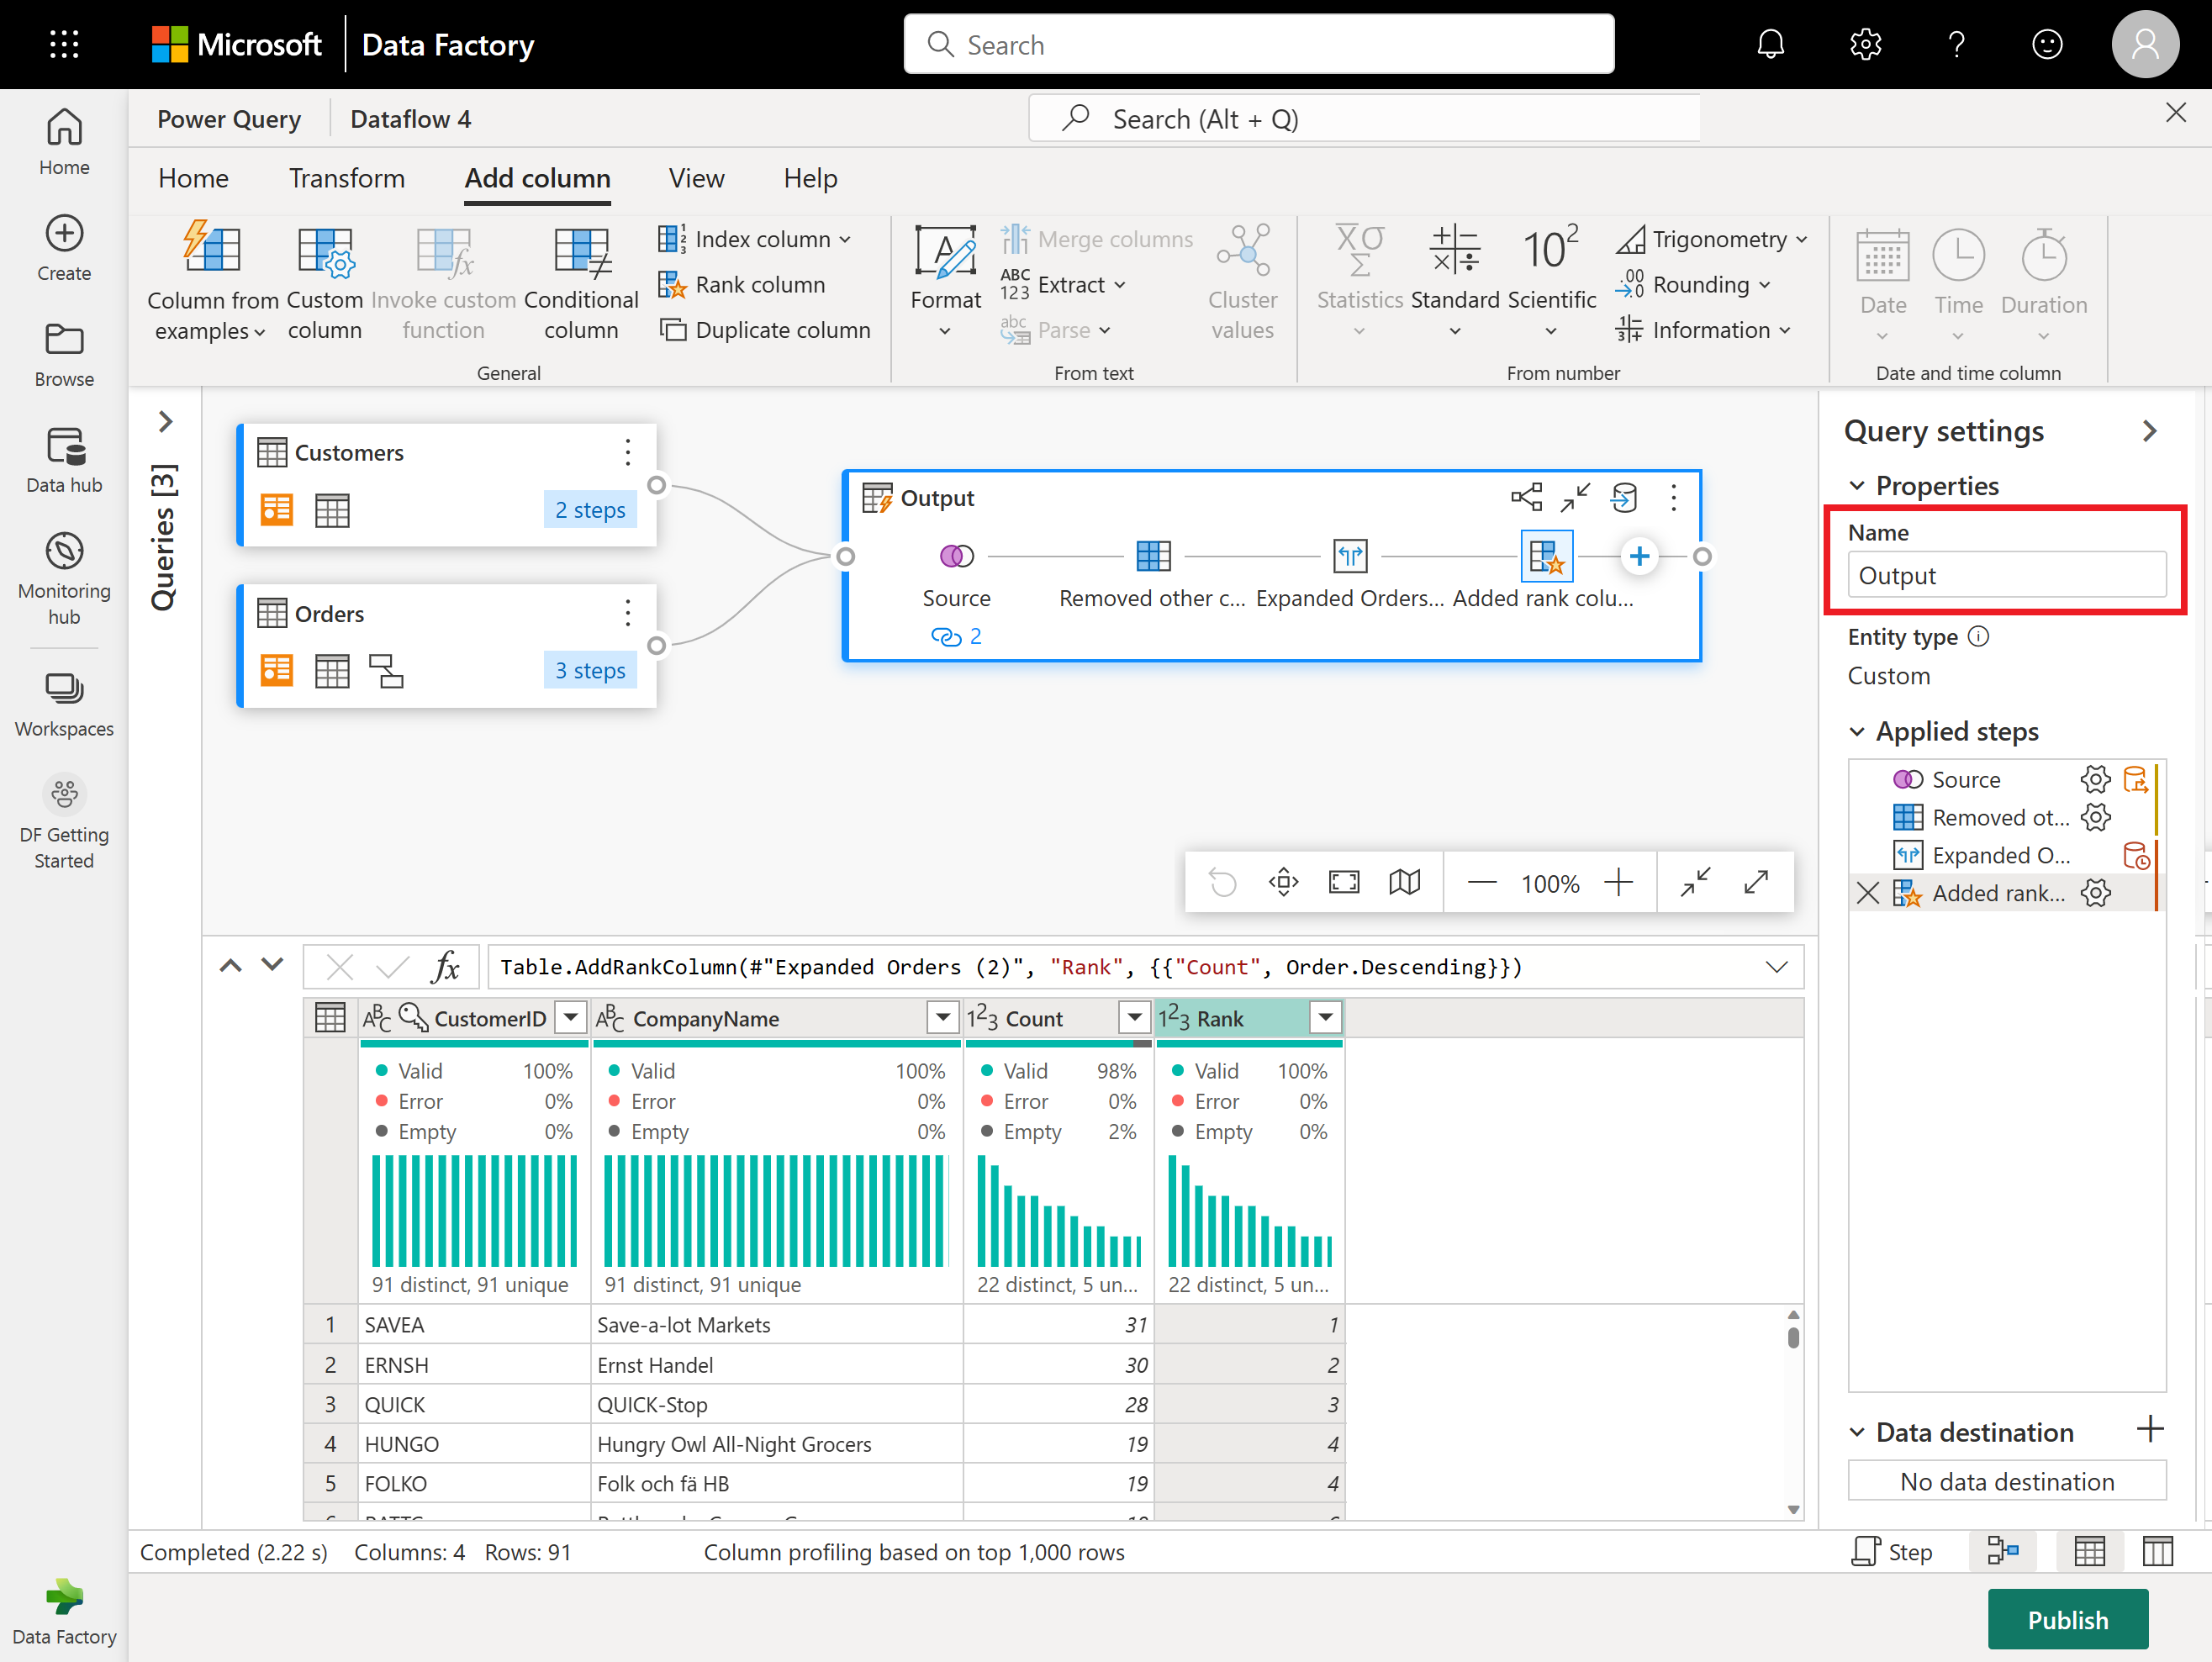 Microsoft Data Factory Search
Power Query Dataflow 4 Search (Alt + Q)
Home Transform Add column View Help
Column from examples
Custom column
Invoke custom function
Conditional column
Index column
Rank column
Duplicate column
General
Format
Merge columns
ABC 123 Extract
abc Parse
Cluster values
From text
Statistics
Standard
10² Scientific
Trigonometry
.00 Rounding
Information
From number
Date
Time
Duration
Date and time column
Home
Create
Browse
Data hub
Monitoring hub
Workspaces
DF Getting Started
Data Factory
Queries [3]
Customers
2 steps
Orders
3 steps
Output
Source
Removed other c...
Expanded Orders...
Added rank colu...
2
100%
Query settings
Properties
Name
Output
Entity type
Custom
Applied steps
Source
Removed ot...
Expanded O...
Added rank...
Data destination
No data destination
fx Table.AddRankColumn(#"Expanded Orders (2)", "Rank", {{"Count", Order.Descending}})
ABC CustomerID ABC CompanyName 123 Count 123 Rank
Valid 100% Valid 100% Valid 98% Valid 100%
Error 0% Error 0% Error 0% Error 0%
Empty 0% Empty 0% Empty 2% Empty 0%
91 distinct, 91 unique 91 distinct, 91 unique 22 distinct, 5 un... 22 distinct, 5 un...
1 SAVEA Save-a-lot Markets 31 1
2 ERNSH Ernst Handel 30 2
3 QUICK QUICK-Stop 28 3
4 HUNGO Hungry Owl All-Night Grocers 19 4
5 FOLKO Folk och fä HB 19 4
Completed (2.22 s) Columns: 4 Rows: 91 Column profiling based on top 1,000 rows Step
Publish